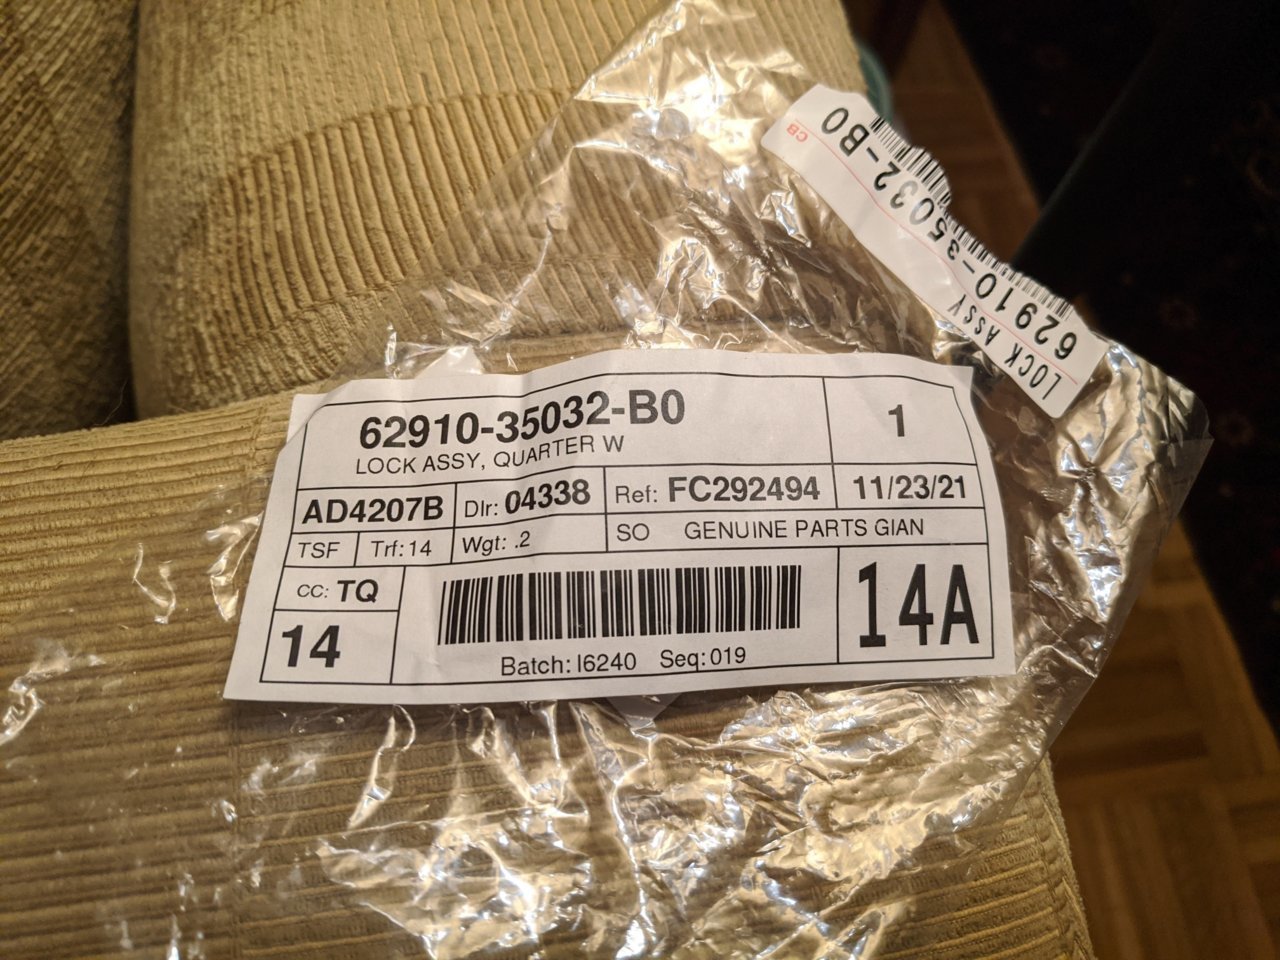 62910-35032-B0
LOCK ASSY, QUARTER W
1
AD4207B
Dlr: 04338
Ref: FC292494
11/23/21
TSF
Trf: 14
Wgt: .2
SO GENUINE PARTS GIAN
CC: TQ
14
Batch: I6240 Seq: 019
14A
LOCK ASSY
62910-35032-B0
CB